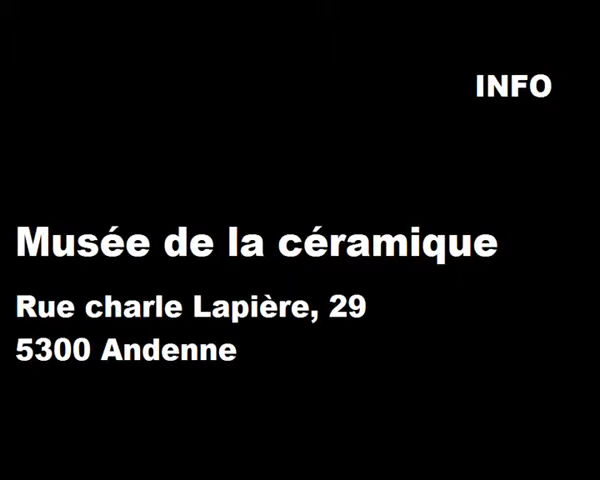 INFO
Musée de la céramique
Rue charle Lapière, 29
5300 Andenne